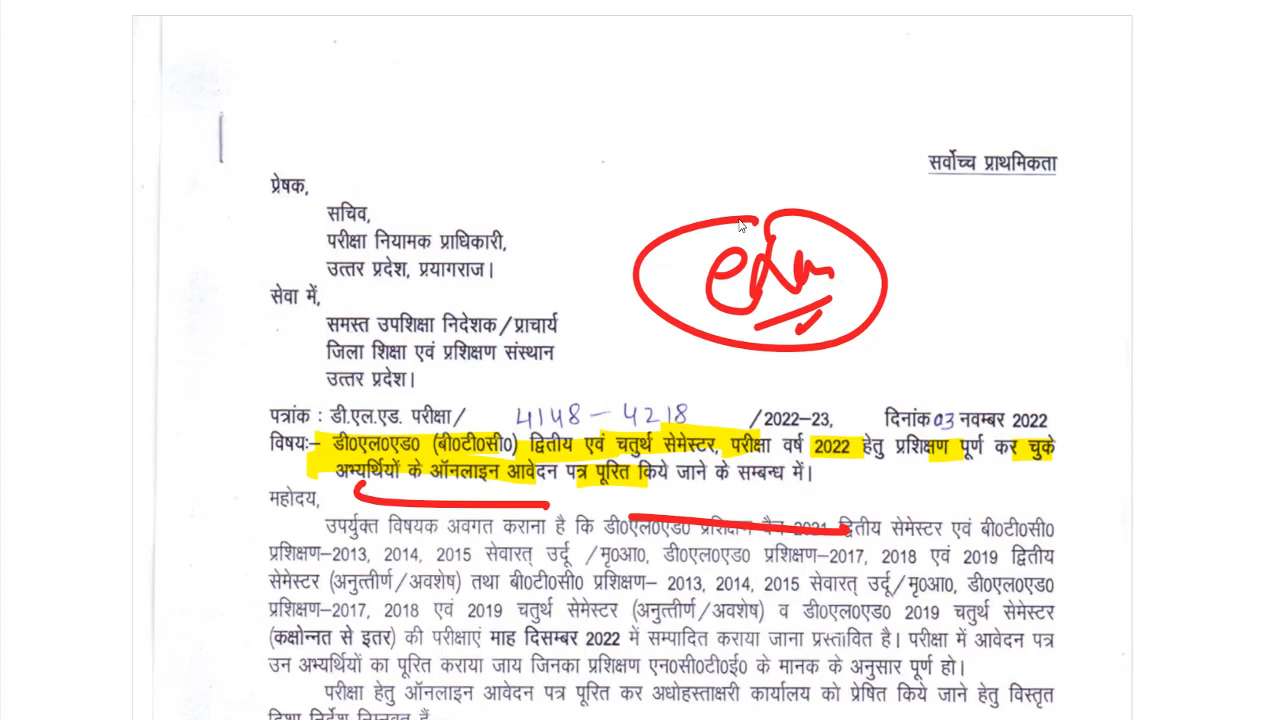 सर्वोच्च प्राथमिकता
प्रेषक,
सचिव,
परीक्षा नियामक प्राधिकारी,
उत्तर प्रदेश, प्रयागराज।
सेवा में,
समस्त उपशिक्षा निदेशक/प्राचार्य
जिला शिक्षा एवं प्रशिक्षण संस्थान
उत्तर प्रदेश।
पत्रांक : डी.एल.एड. परीक्षा/ 4148-4218 /2022-23, दिनांक 03 नवम्बर 2022
विषयः- डी0एल0एड0 (बी0टी0सी0) द्वितीय एवं चतुर्थ सेमेस्टर, परीक्षा वर्ष 2022 हेतु प्रशिक्षण पूर्ण कर चुके
अभ्यर्थियों के ऑनलाइन आवेदन पत्र पूरित किये जाने के सम्बन्ध में।
महोदय,
उपर्युक्त विषयक अवगत कराना है कि डी0एल0एड0 प्रशिक्षण बैच 2021 द्वितीय सेमेस्टर एवं बी0टी0सी0
प्रशिक्षण-2013, 2014, 2015 सेवारत् उर्दू /मृ0आ0, डी0एल0एड0 प्रशिक्षण-2017, 2018 एवं 2019 द्वितीय
सेमेस्टर (अनुत्तीर्ण/अवशेष) तथा बी0टी0सी0 प्रशिक्षण- 2013, 2014, 2015 सेवारत् उर्दू/मृ0आ0, डी0एल0एड0
प्रशिक्षण-2017, 2018 एवं 2019 चतुर्थ सेमेस्टर (अनुत्तीर्ण/अवशेष) व डी0एल0एड0 2019 चतुर्थ सेमेस्टर
(कक्षोन्नत से इतर) की परीक्षाएं माह दिसम्बर 2022 में सम्पादित कराया जाना प्रस्तावित है। परीक्षा में आवेदन पत्र
उन अभ्यर्थियों का पूरित कराया जाय जिनका प्रशिक्षण एन0सी0टी0ई0 के मानक के अनुसार पूर्ण हो।
परीक्षा हेतु ऑनलाइन आवेदन पत्र पूरित कर अधोहस्ताक्षरी कार्यालय को प्रेषित किये जाने हेतु विस्तृत
दिशा निर्देश निम्नवत हैं